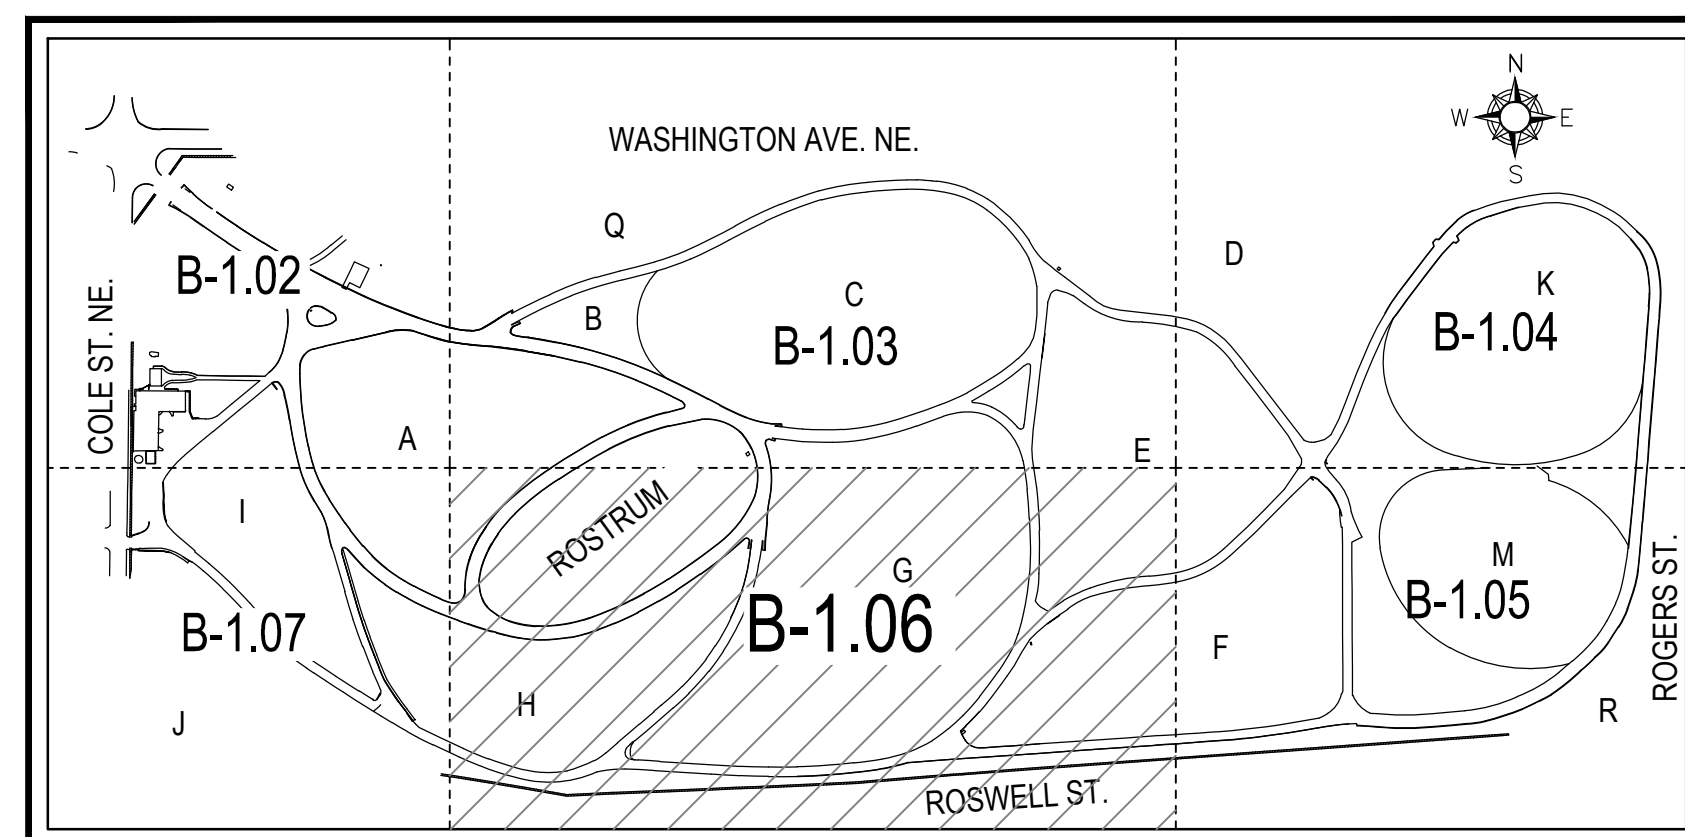 N
W E
S
WASHINGTON AVE. NE.
Q
D
B-1.02
K
C
B
B-1.04
B-1.03
COLE ST. NE.
A
E
I
ROSTRUM
M
G
B-1.05
B-1.06
B-1.07
F
ROGERS ST.
H
J
R
ROSWELL ST.